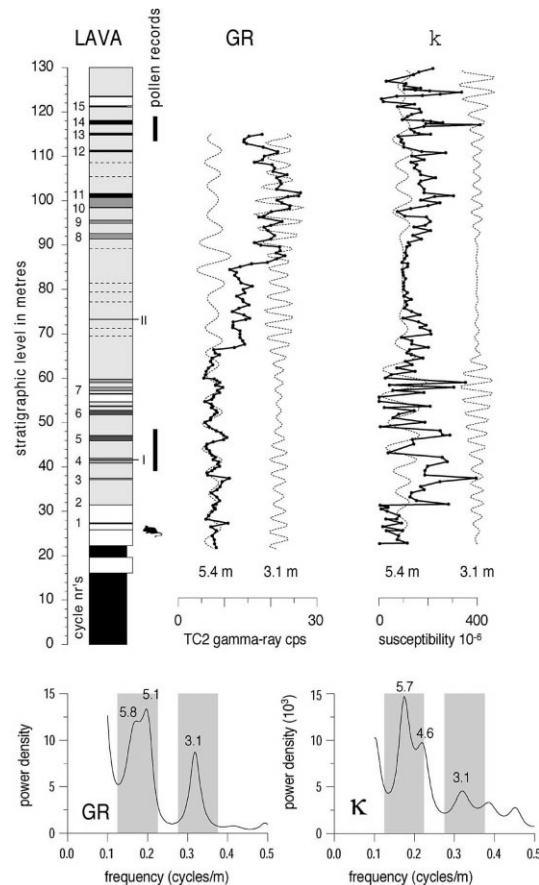 LAVA
pollen records
GR
k
stratigraphic level in metres
130
120
110
100
90
80
70
60
50
40
30
20
10
0
15
14
13
12
11
10
9
8
II
7
6
5
4
I
3
2
1
cycle nr's
5.4 m
3.1 m
5.4 m
3.1 m
0
30
TC2 gamma-ray cps
0
400
susceptibility 10-6
power density
15
10
5
0
5.8
5.1
3.1
GR
0.0
0.1
0.2
0.3
0.4
0.5
frequency (cycles/m)
power density (10³)
15
10
5
0
5.7
4.6
3.1
κ
0.0
0.1
0.2
0.3
0.4
0.5
frequency (cycles/m)